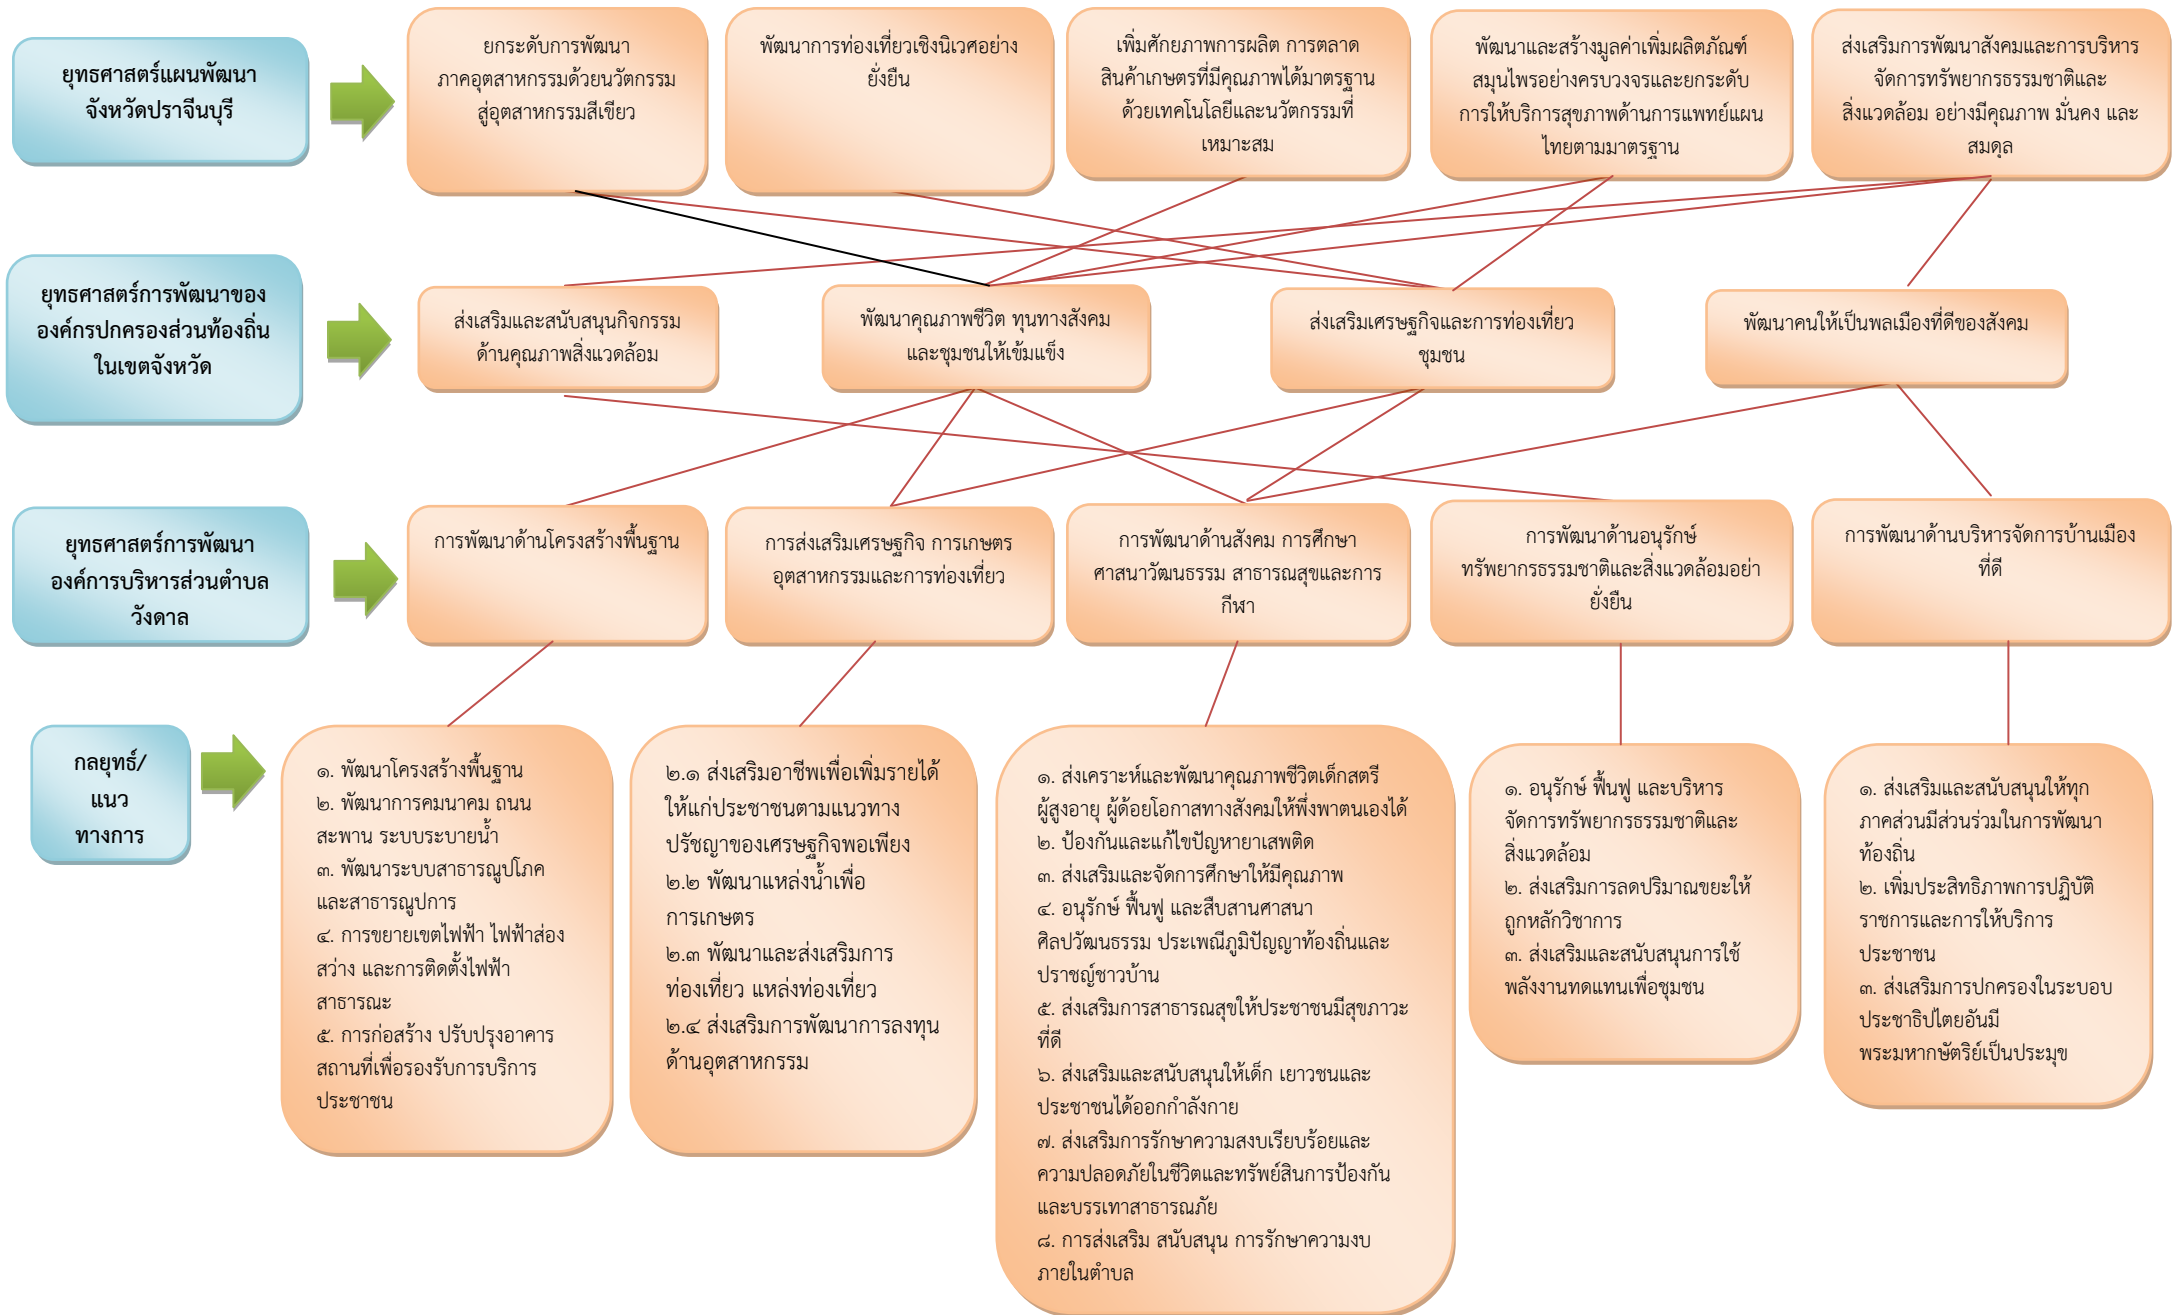 ยุทธศาสตร์แผนพัฒนา
จังหวัดปราจีนบุรี
ยกระดับการพัฒนา
ภาคอุตสาหกรรมด้วยนวัตกรรม
สู่อุตสาหกรรมสีเขียว
พัฒนาการท่องเที่ยวเชิงนิเวศอย่าง
ยั่งยืน
เพิ่มศักยภาพการผลิต การตลาด
สินค้าเกษตรที่มีคุณภาพได้มาตรฐาน
ด้วยเทคโนโลยีและนวัตกรรมที่
เหมาะสม
พัฒนาและสร้างมูลค่าเพิ่มผลิตภัณฑ์
สมุนไพรอย่างครบวงจรและยกระดับ
การให้บริการสุขภาพด้านการแพทย์แผน
ไทยตามมาตรฐาน
ส่งเสริมการพัฒนาสังคมและการบริหาร
จัดการทรัพยากรธรรมชาติและ
สิ่งแวดล้อม อย่างมีคุณภาพ มั่นคง และ
สมดุล
ยุทธศาสตร์การพัฒนาของ
องค์กรปกครองส่วนท้องถิ่น
ในเขตจังหวัด
ส่งเสริมและสนับสนุนกิจกรรม
ด้านคุณภาพสิ่งแวดล้อม
พัฒนาคุณภาพชีวิต ทุนทางสังคม
และชุมชนให้เข้มแข็ง
ส่งเสริมเศรษฐกิจและการท่องเที่ยว
ชุมชน
พัฒนาคนให้เป็นพลเมืองที่ดีของสังคม
ยุทธศาสตร์การพัฒนา
องค์การบริหารส่วนตำบล
วังดาล
การพัฒนาด้านโครงสร้างพื้นฐาน
การส่งเสริมเศรษฐกิจ การเกษตร
อุตสาหกรรมและการท่องเที่ยว
การพัฒนาด้านสังคม การศึกษา
ศาสนาวัฒนธรรม สาธารณสุขและการ
กีฬา
การพัฒนาด้านอนุรักษ์
ทรัพยากรธรรมชาติและสิ่งแวดล้อมอย่า
ยั่งยืน
การพัฒนาด้านบริหารจัดการบ้านเมือง
ที่ดี
กลยุทธ์/
แนว
ทางการ
๑. พัฒนาโครงสร้างพื้นฐาน
๒. พัฒนาการคมนาคม ถนน
สะพาน ระบบระบายน้ำ
๓. พัฒนาระบบสาธารณูปโภค
และสาธารณูปการ
๔. การขยายเขตไฟฟ้า ไฟฟ้าส่อง
สว่าง และการติดตั้งไฟฟ้า
สาธารณะ
๕. การก่อสร้าง ปรับปรุงอาคาร
สถานที่เพื่อรองรับการบริการ
ประชาชน
๒.๑ ส่งเสริมอาชีพเพื่อเพิ่มรายได้
ให้แก่ประชาชนตามแนวทาง
ปรัชญาของเศรษฐกิจพอเพียง
๒.๒ พัฒนาแหล่งน้ำเพื่อ
การเกษตร
๒.๓ พัฒนาและส่งเสริมการ
ท่องเที่ยว แหล่งท่องเที่ยว
๒.๔ ส่งเสริมการพัฒนาการลงทุน
ด้านอุตสาหกรรม
๑. ส่งเคราะห์และพัฒนาคุณภาพชีวิตเด็กสตรี
ผู้สูงอายุ ผู้ด้อยโอกาสทางสังคมให้พึ่งพาตนเองได้
๒. ป้องกันและแก้ไขปัญหายาเสพติด
๓. ส่งเสริมและจัดการศึกษาให้มีคุณภาพ
๔. อนุรักษ์ ฟื้นฟู และสืบสานศาสนา
ศิลปวัฒนธรรม ประเพณีภูมิปัญญาท้องถิ่นและ
ปราชญ์ชาวบ้าน
๕. ส่งเสริมการสาธารณสุขให้ประชาชนมีสุขภาวะ
ที่ดี
๖. ส่งเสริมและสนับสนุนให้เด็ก เยาวชนและ
ประชาชนได้ออกกำลังกาย
๗. ส่งเสริมการรักษาความสงบเรียบร้อยและ
ความปลอดภัยในชีวิตและทรัพย์สินการป้องกัน
และบรรเทาสาธารณภัย
๘. การส่งเสริม สนับสนุน การรักษาความงบ
ภายในตำบล
๑. อนุรักษ์ ฟื้นฟู และบริหาร
จัดการทรัพยากรธรรมชาติและ
สิ่งแวดล้อม
๒. ส่งเสริมการลดปริมาณขยะให้
ถูกหลักวิชาการ
๓. ส่งเสริมและสนับสนุนการใช้
พลังงานทดแทนเพื่อชุมชน
๑. ส่งเสริมและสนับสนุนให้ทุก
ภาคส่วนมีส่วนร่วมในการพัฒนา
ท้องถิ่น
๒. เพิ่มประสิทธิภาพการปฏิบัติ
ราชการและการให้บริการ
ประชาชน
๓. ส่งเสริมการปกครองในระบอบ
ประชาธิปไตยอันมี
พระมหากษัตริย์เป็นประมุข